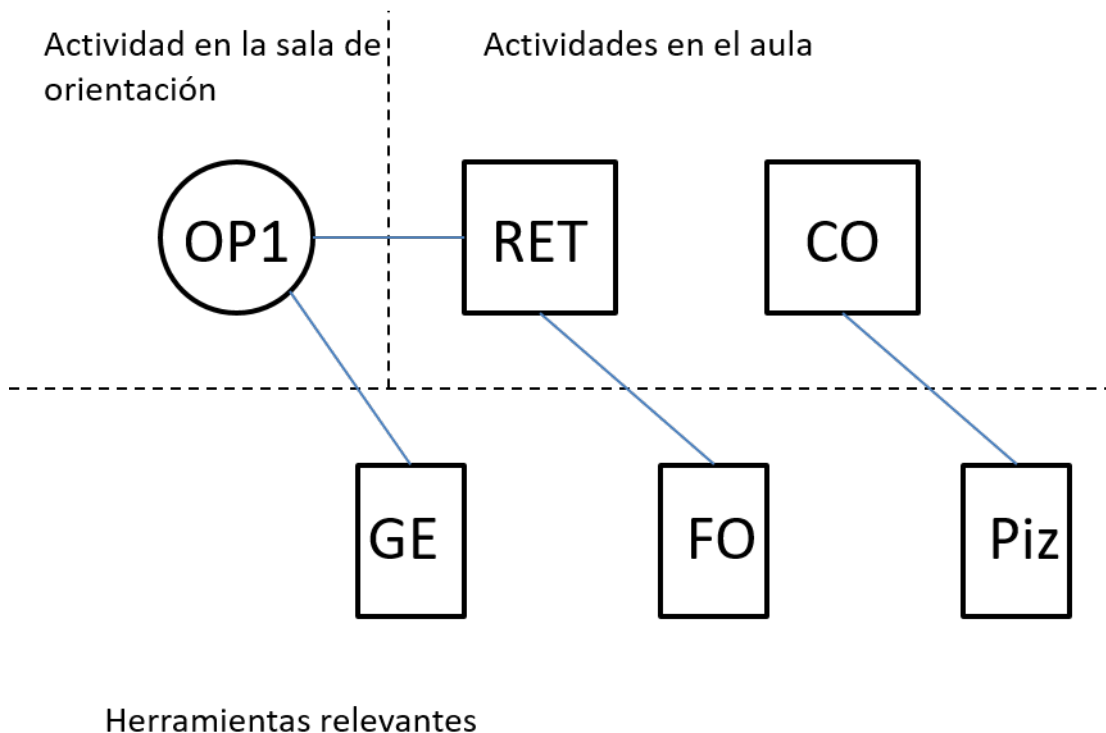 Actividad en la sala de
orientación
Actividades en el aula
OP1
RET
CO
GE
FO
Piz
Herramientas relevantes